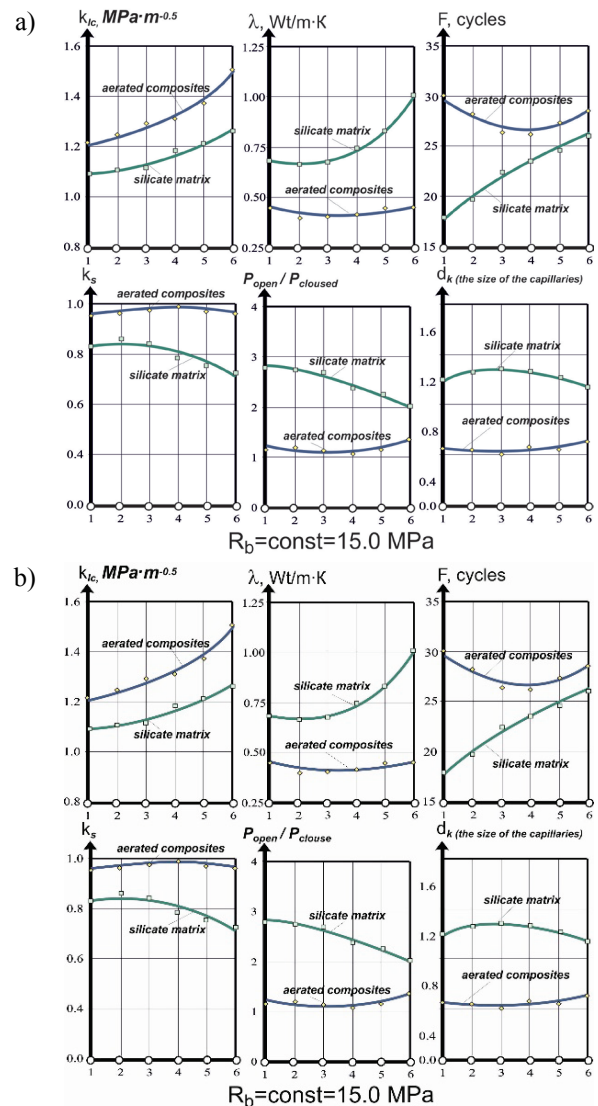 a)
k_Ic, MPa·m^-0.5
λ, Wt/m·K
F, cycles
1.6
1.4
1.2
1.0
0.8
aerated composites
silicate matrix
1 2 3 4 5 6
1.25
1.00
0.75
0.50
0.25
silicate matrix
aerated composites
1 2 3 4 5 6
35
30
25
20
15
aerated composites
silicate matrix
1 2 3 4 5 6
k_s
P_open / P_cloused
d_k (the size of the capillaries)
1.0
0.8
0.6
0.4
0.0
aerated composites
silicate matrix
1 2 3 4 5 6
4
3
2
1
0
silicate matrix
aerated composites
1 2 3 4 5 6
1.6
1.2
0.8
0.4
0.0
silicate matrix
aerated composites
1 2 3 4 5 6
R_b=const=15.0 MPa
b)
k_Ic, MPa·m^-0.5
λ, Wt/m·K
F, cycles
1.6
1.4
1.2
1.0
0.8
aerated composites
silicate matrix
1 2 3 4 5 6
1.25
1.00
0.75
0.50
0.25
silicate matrix
aerated composites
1 2 3 4 5 6
35
30
25
20
15
aerated composites
silicate matrix
1 2 3 4 5 6
k_s
P_open / P_clouse
d_k (the size of the capillaries)
1.0
0.8
0.6
0.4
0.0
aerated composites
silicate matrix
1 2 3 4 5 6
4
3
2
1
0
silicate matrix
aerated composites
1 2 3 4 5 6
1.6
1.2
0.8
0.4
0.0
silicate matrix
aerated composites
1 2 3 4 5 6
R_b=const=15.0 MPa